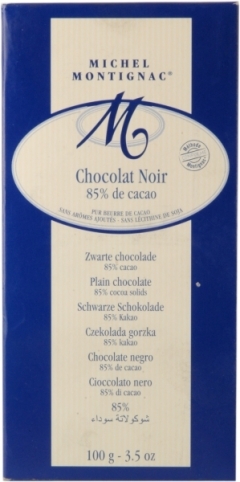 MICHEL
MONTIGNAC®
M
Chocolat Noir
85% de cacao
PUR BEURRE DE CACAO
SANS ARÔMES AJOUTÉS - SANS LÉCITHINE DE SOJA
Méthode
Montignac
Zwarte chocolade
85% cacao
Plain chocolate
85% cocoa solids
Schwarze Schokolade
85% Kakao
Czekolada gorzka
85% kakao
Chocolate negro
85% de cacao
Cioccolato nero
85% di cacao
85%
شوكولاتة سوداء
100 g - 3.5 oz